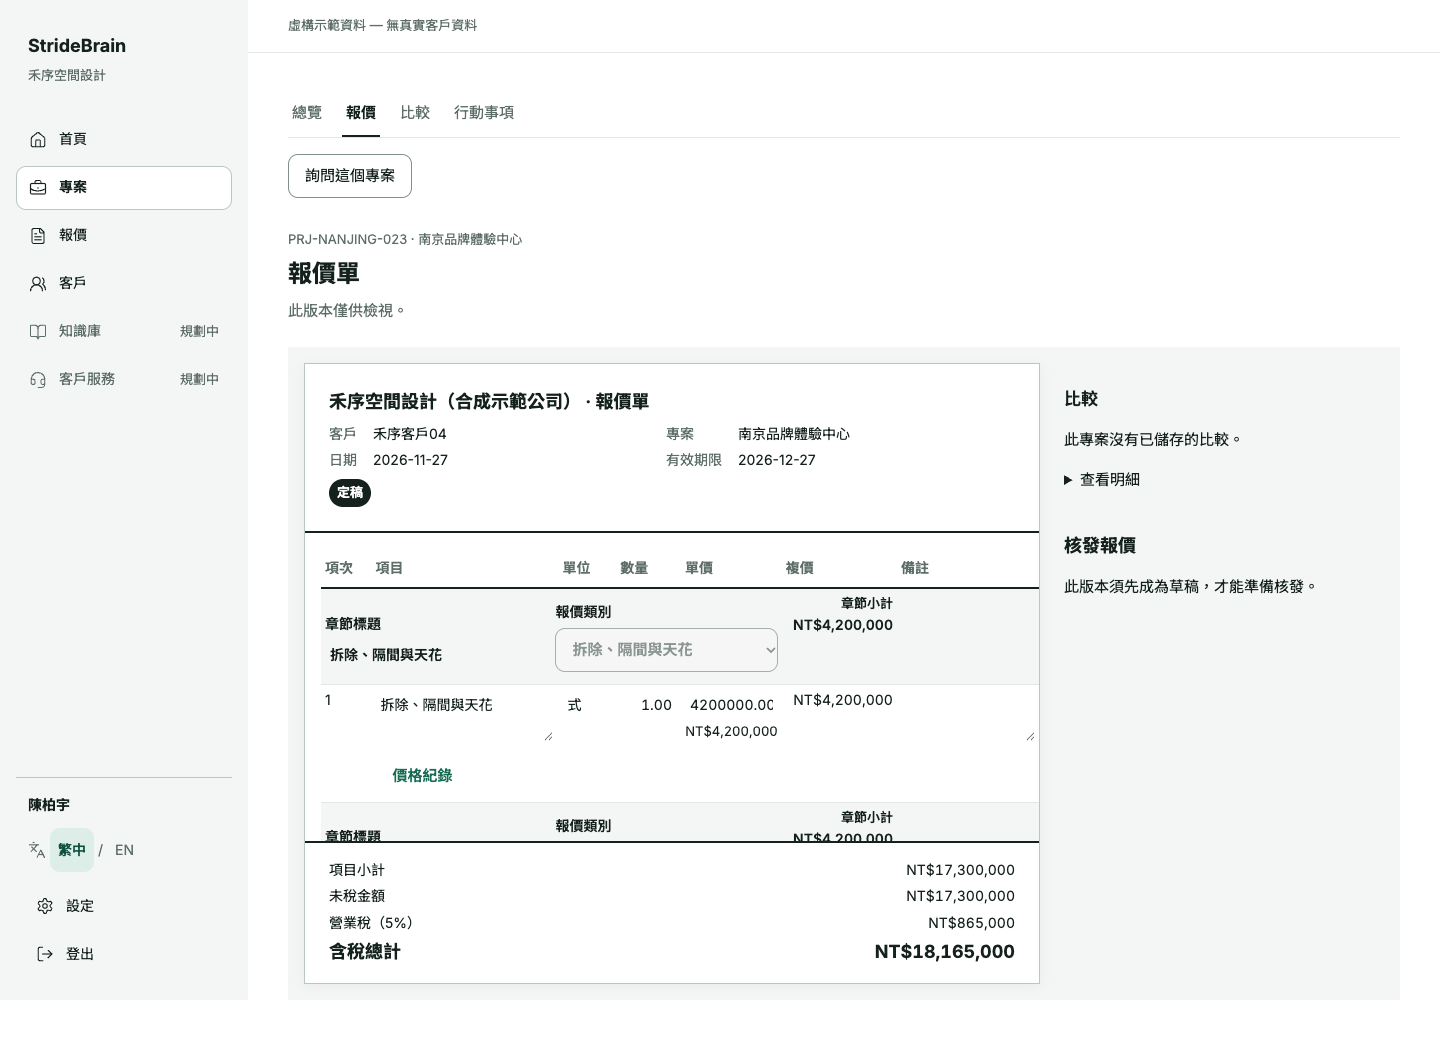 StrideBrain
禾序空間設計
首頁
專案
報價
客戶
知識庫 規劃中
客戶服務 規劃中
陳柏宇
繁中 / EN
設定
登出
虛構示範資料 — 無真實客戶資料
總覽 報價 比較 行動事項
詢問這個專案
PRJ-NANJING-023 · 南京品牌體驗中心
報價單
此版本僅供檢視。
禾序空間設計（合成示範公司） · 報價單
客戶 禾序客戶04 專案 南京品牌體驗中心
日期 2026-11-27 有效期限 2026-12-27
定稿
項次 項目 單位 數量 單價 複價 備註
章節標題 報價類別 章節小計
拆除、隔間與天花 拆除、隔間與天花 NT$4,200,000
1 拆除、隔間與天花 式 1.00 4200000.00 NT$4,200,000
NT$4,200,000
價格紀錄
章節標題 報價類別 章節小計
NT$4,200,000
項目小計 NT$17,300,000
未稅金額 NT$17,300,000
營業稅（5%） NT$865,000
含稅總計 NT$18,165,000
比較
此專案沒有已儲存的比較。
查看明細
核發報價
此版本須先成為草稿，才能準備核發。